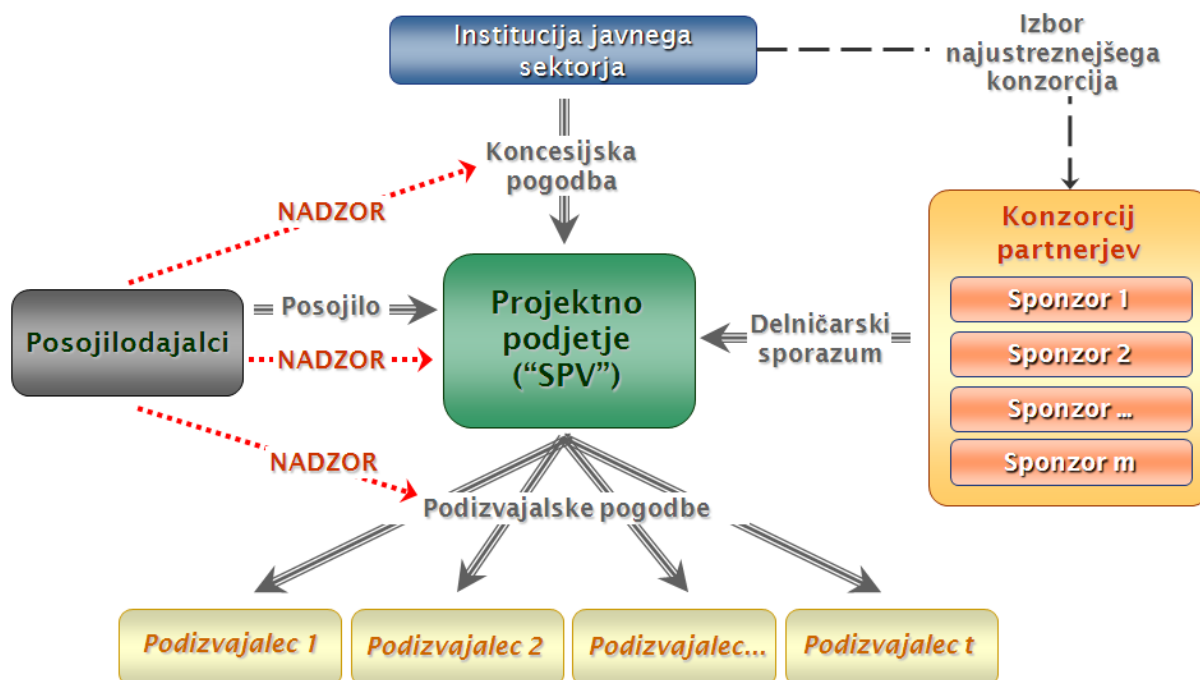 Institucija javnega
sektorja
Izbor
najustreznejšega
konzorcija
Koncesijska
pogodba
NADZOR
Konzorcij
partnerjev
Sponzor 1
Sponzor 2
Sponzor ...
Sponzor m
Posojilodajalci
Posojilo
NADZOR
Projektno
podjetje
(“SPV”)
Delničarski
sporazum
NADZOR
Podizvajalske pogodbe
Podizvajalec 1
Podizvajalec 2
Podizvajalec...
Podizvajalec t